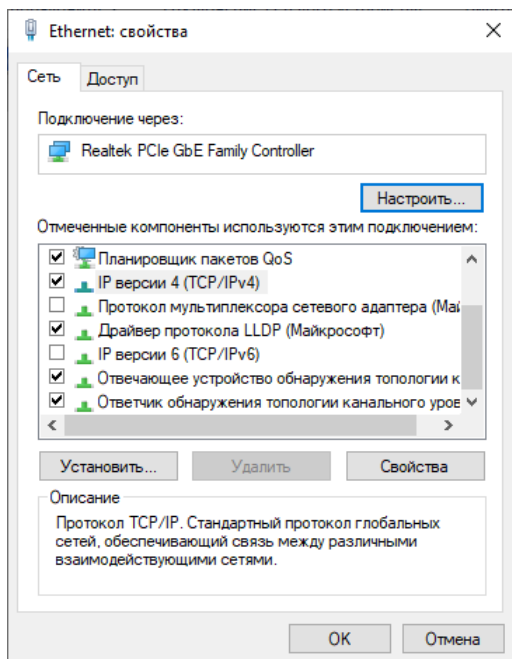 Ethernet: свойства
Сеть
Доступ
Подключение через:
Realtek PCIe GbE Family Controller
Настроить...
Отмеченные компоненты используются этим подключением:
Планировщик пакетов QoS
IP версии 4 (TCP/IPv4)
Протокол мультиплексора сетевого адаптера (Май
Драйвер протокола LLDP (Майкрософт)
IP версии 6 (TCP/IPv6)
Отвечающее устройство обнаружения топологии к
Ответчик обнаружения топологии канального уров
Установить...
Удалить
Свойства
Описание
Протокол TCP/IP. Стандартный протокол глобальных
сетей, обеспечивающий связь между различными
взаимодействующими сетями.
OK
Отмена